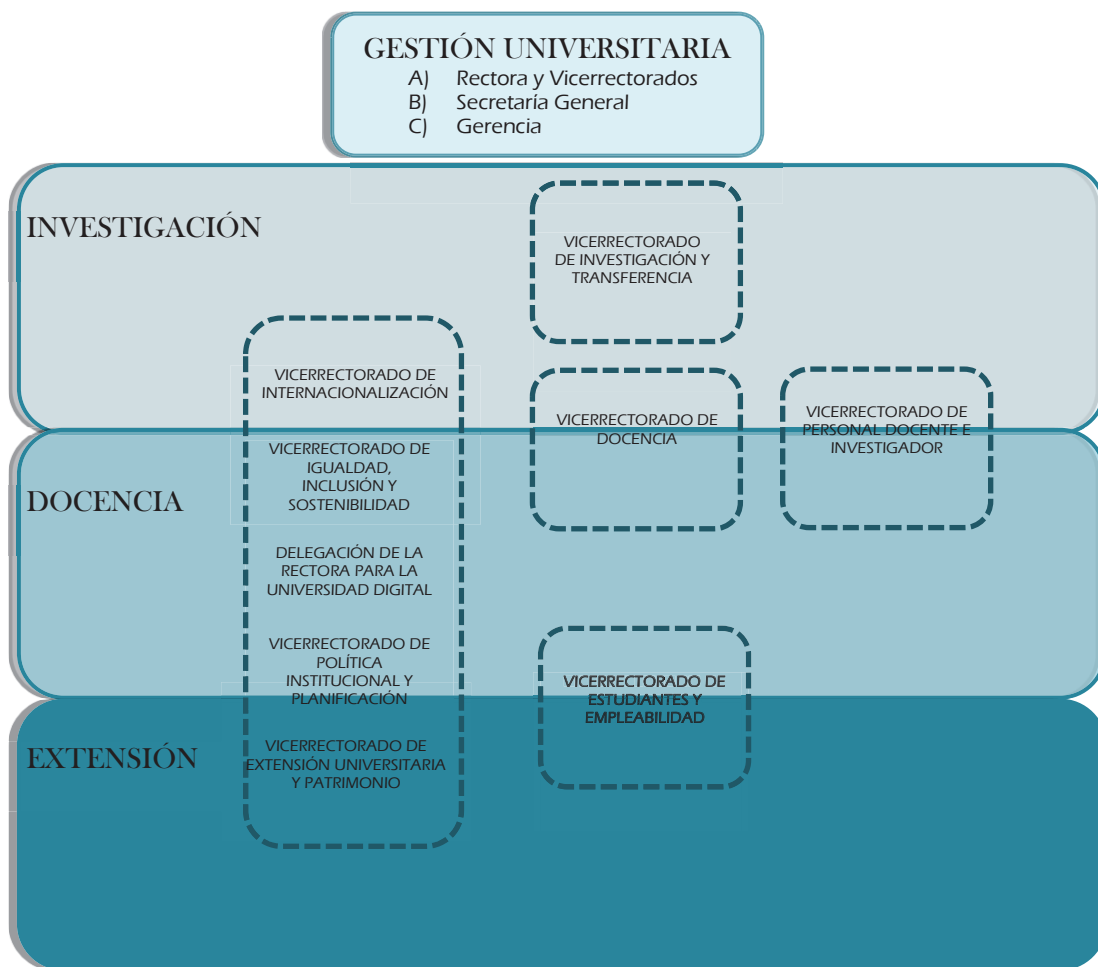 GESTIÓN UNIVERSITARIA
A) Rectora y Vicerrectorados
B) Secretaría General
C) Gerencia
INVESTIGACIÓN
VICERRECTORADO
DE INVESTIGACIÓN Y
TRANSFERENCIA
VICERRECTORADO DE
INTERNACIONALIZACIÓN
VICERRECTORADO DE
DOCENCIA
VICERRECTORADO DE
PERSONAL DOCENTE E
INVESTIGADOR
DOCENCIA
VICERRECTORADO DE
IGUALDAD,
INCLUSIÓN Y
SOSTENIBILIDAD
DELEGACIÓN DE LA
RECTORA PARA LA
UNIVERSIDAD DIGITAL
VICERRECTORADO DE
POLÍTICA
INSTITUCIONAL Y
PLANIFICACIÓN
VICERRECTORADO DE
ESTUDIANTES Y
EMPLEABILIDAD
EXTENSIÓN
VICERRECTORADO DE
EXTENSIÓN UNIVERSITARIA
Y PATRIMONIO